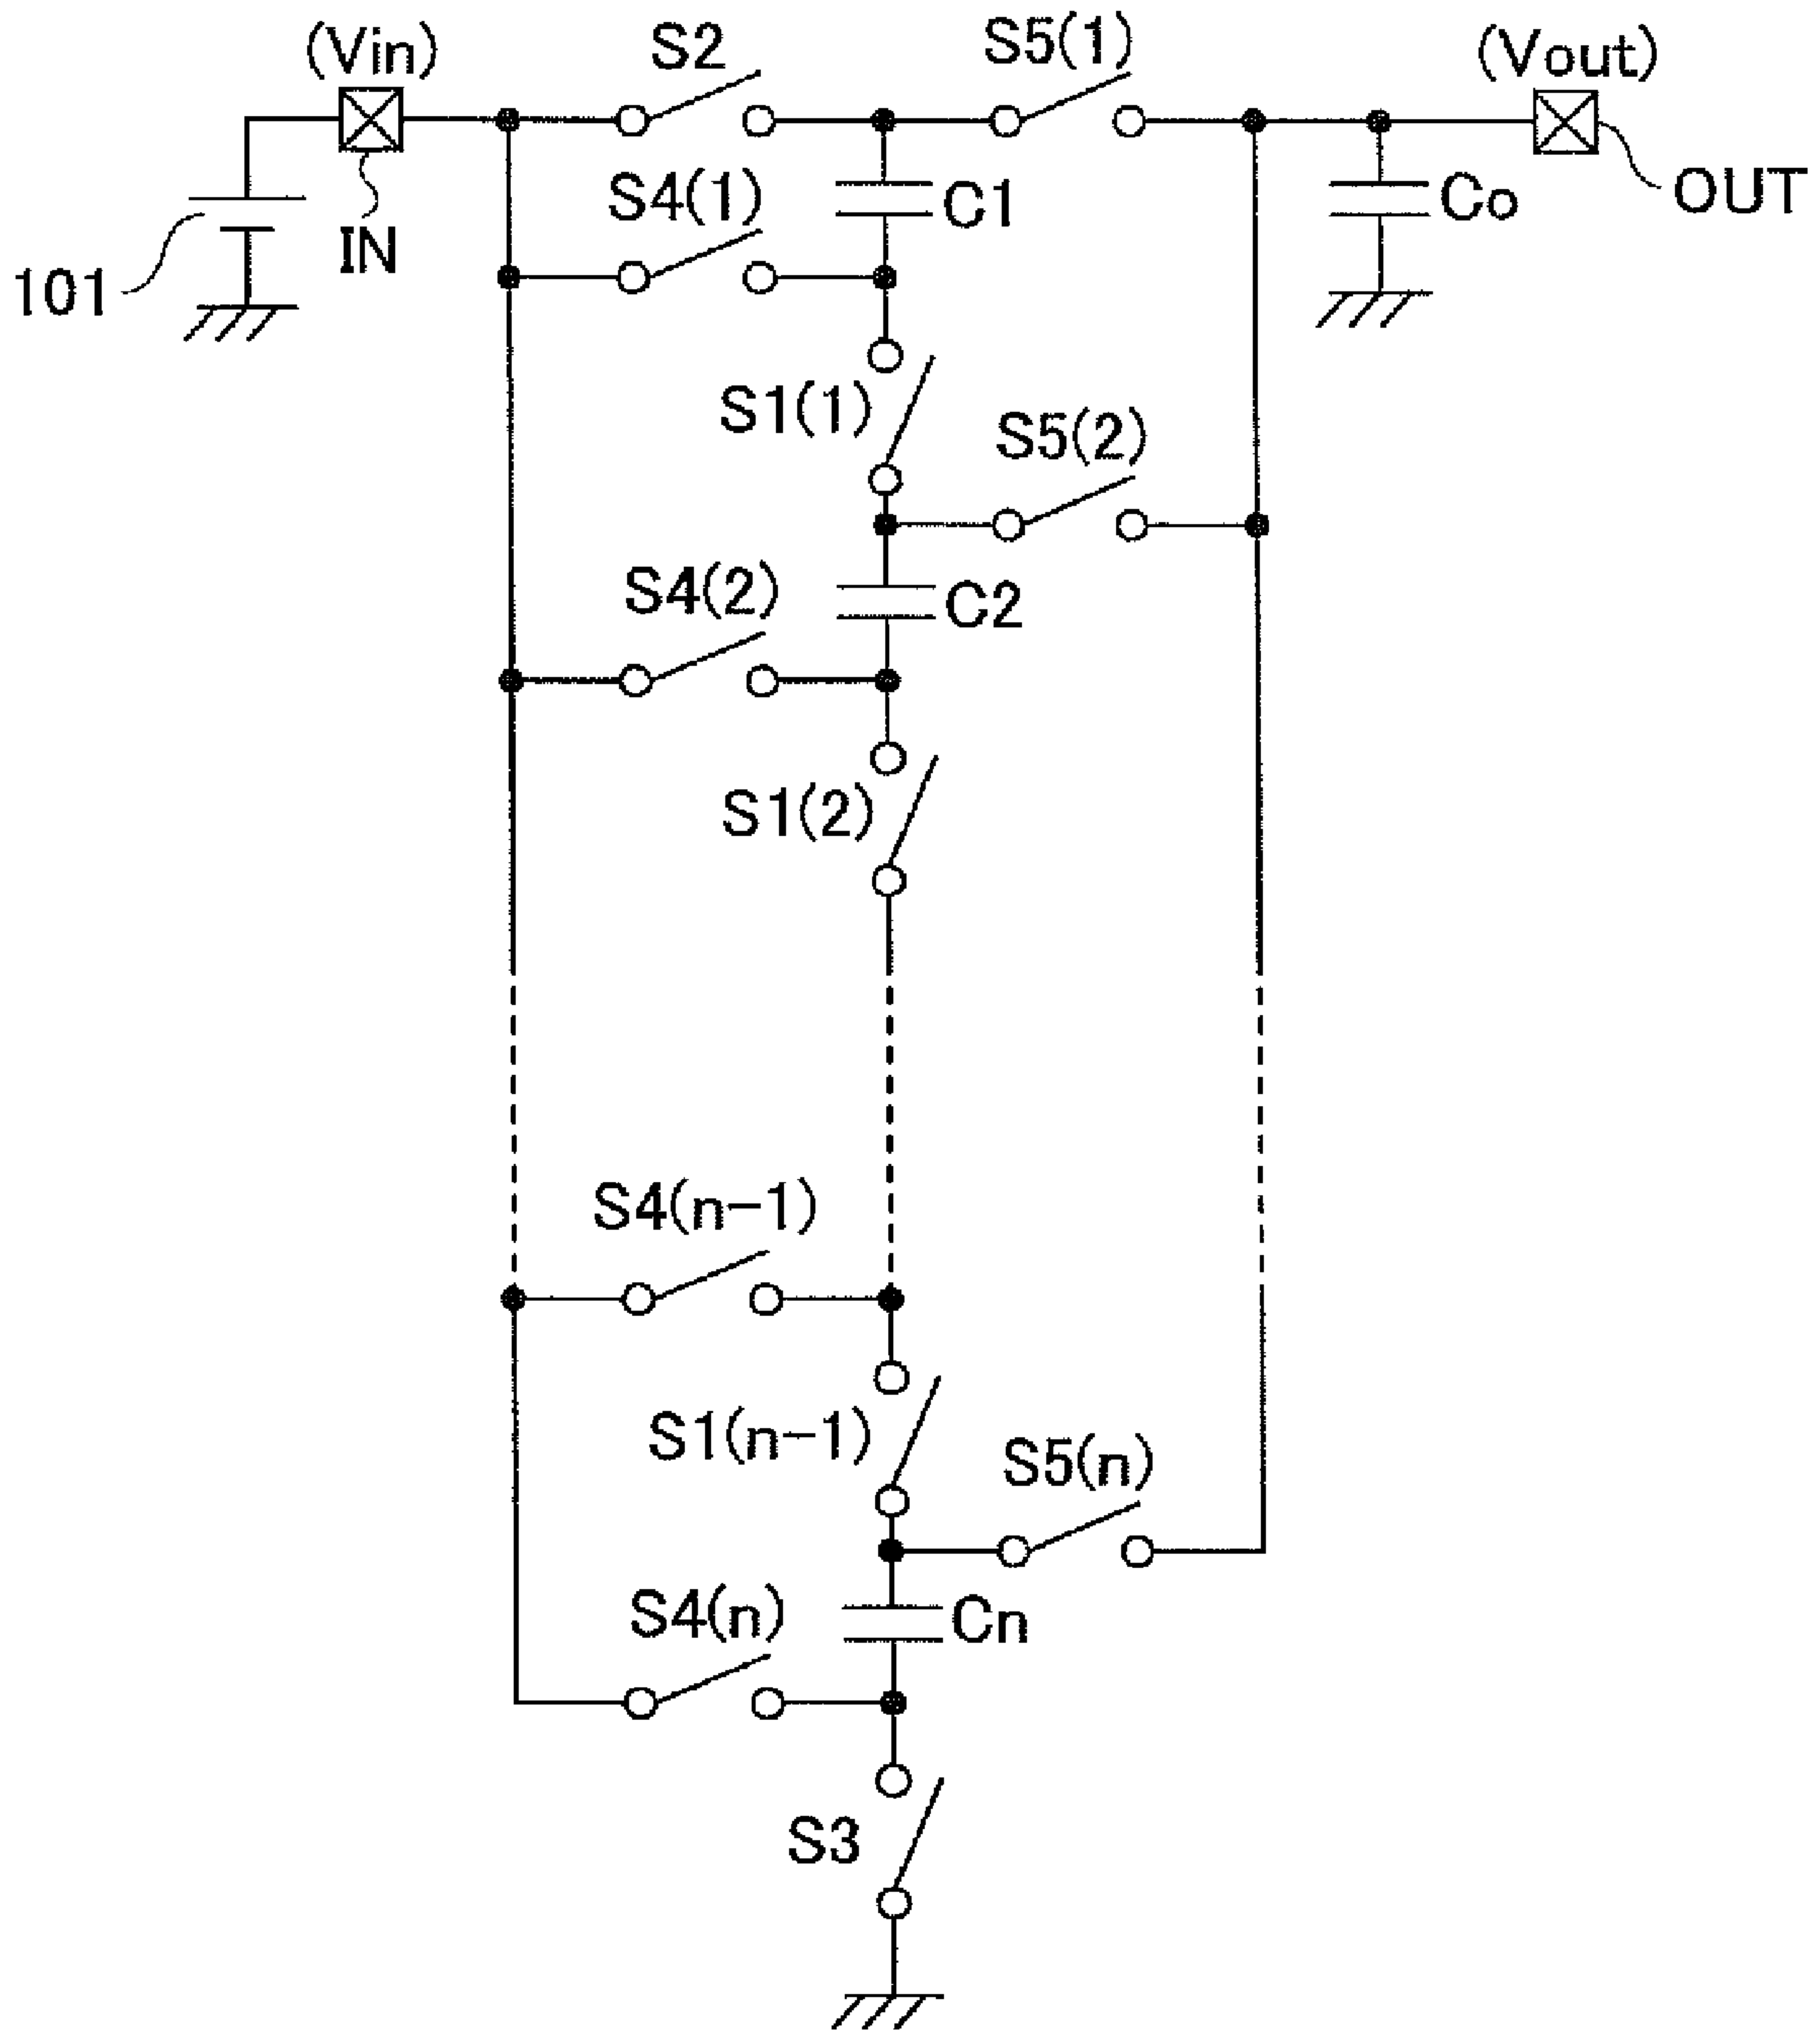 (Vin)
S2
S5(1)
(Vout)
S4(1)
C1
Co
OUT
IN
101
S1(1)
S5(2)
S4(2)
C2
S1(2)
S4(n-1)
S1(n-1)
S5(n)
S4(n)
Cn
S3